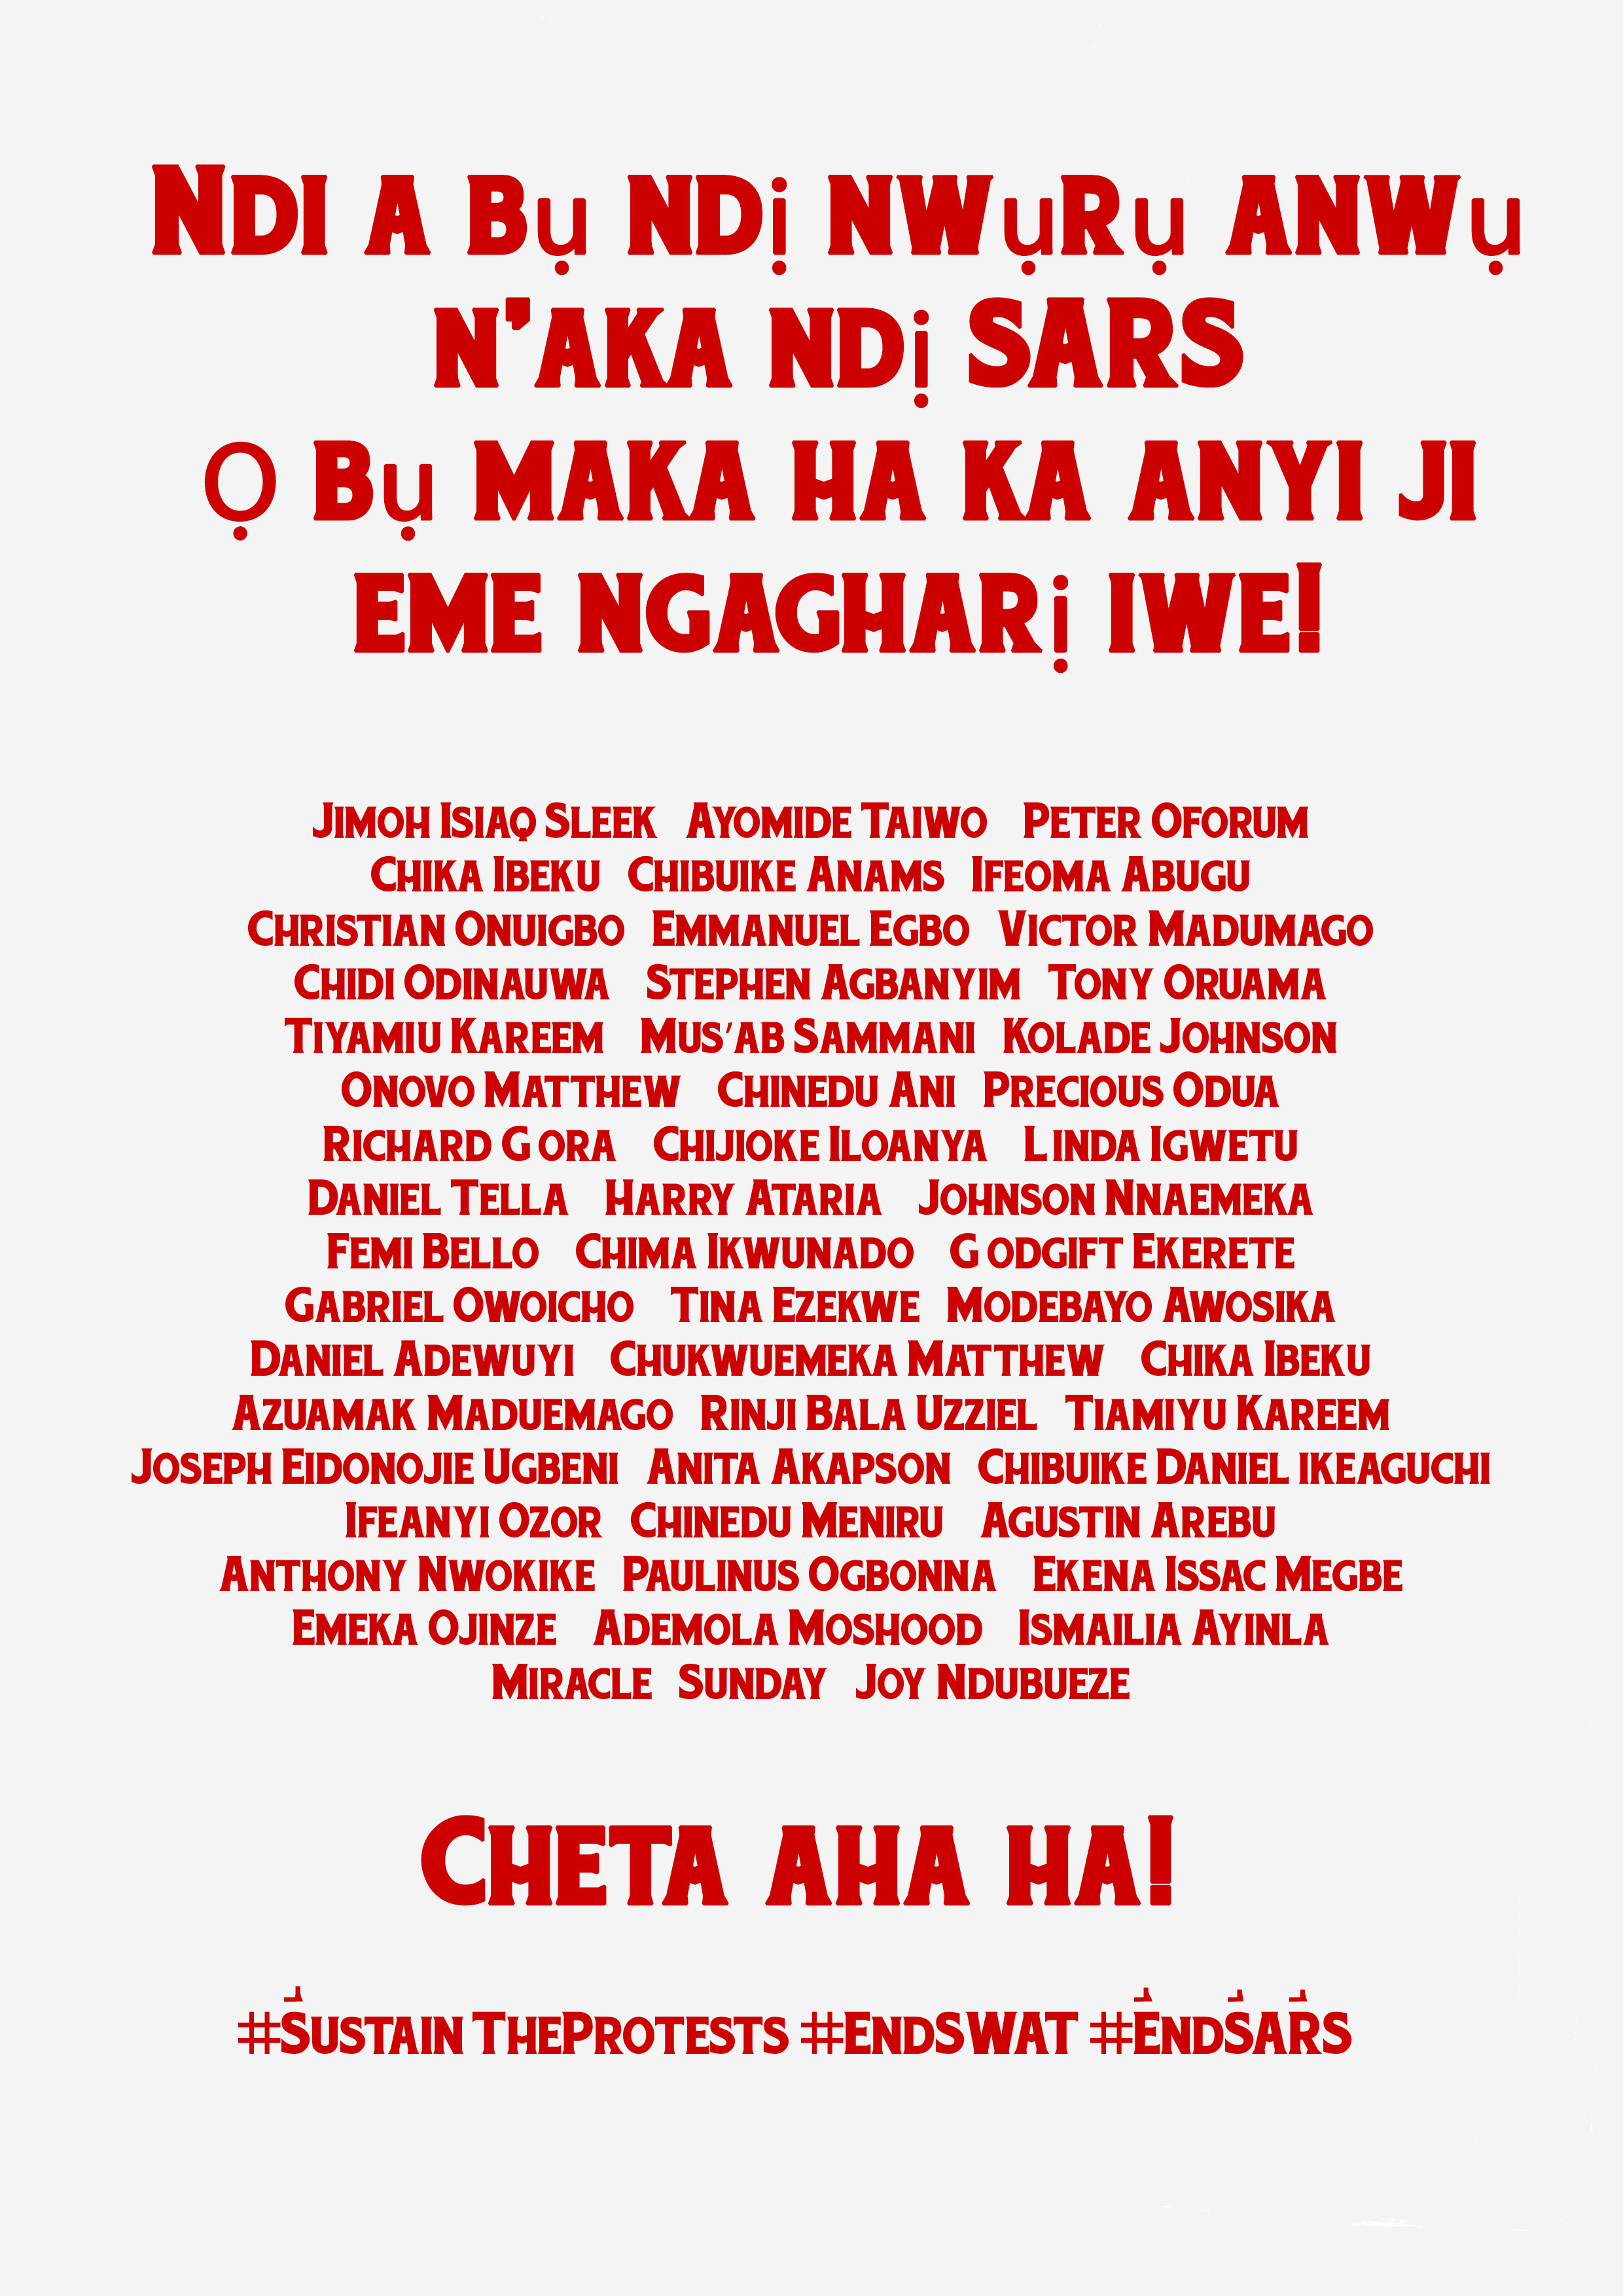 Ndi a bụ ndị nwụrụ anwụ
n'aka ndị SARS
Ọ bụ maka ha ka anyi ji
eme ngagharị iwe!
Jimoh Isiaq Sleek Ayomide Taiwo Peter Oforum
Chika Ibeku Chibuike Anams Ifeoma Abugu
Christian Onuigbo Emmanuel Egbo Victor Madumago
Chidi Odinauwa Stephen Agbanyim Tony Oruama
Tiyamiu Kareem Mus'ab Sammani Kolade Johnson
Onovo Matthew Chinedu Ani Precious Odua
Richard Gora Chijioke Iloanya Linda Igwetu
Daniel Tella Harry Ataria Johnson Nnaemeka
Femi Bello Chima Ikwunado Godgift Ekerete
Gabriel Owoicho Tina Ezekwe Modebayo Awosika
Daniel Adewuyi Chukwuemeka Matthew Chika Ibeku
Azuamak Maduemago Rinji Bala Uzziel Tiamiyu Kareem
Joseph Eidonojie Ugbeni Anita Akapson Chibuike Daniel ikeaguchi
Ifeanyi Ozor Chinedu Meniru Agustin Arebu
Anthony Nwokike Paulinus Ogbonna Ekena Issac Megbe
Emeka Ojinze Ademola Moshood Ismailia Ayinla
Miracle Sunday Joy Ndubueze
Cheta aha ha!
#SustainTheProtests #EndSWAT #EndSARS